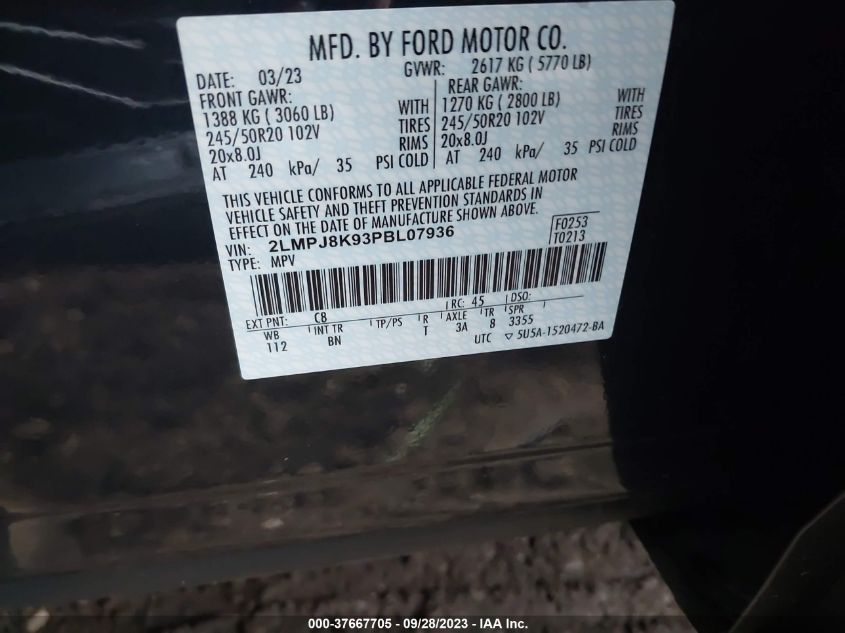 MFD. BY FORD MOTOR CO.
DATE: 03/23 GVWR: 2617 KG ( 5770 LB)
FRONT GAWR: REAR GAWR:
1388 KG ( 3060 LB) WITH 1270 KG ( 2800 LB) WITH
245/50R20 102V TIRES 245/50R20 102V TIRES
20x8.0J RIMS 20x8.0J RIMS
AT 240 kPa/ 35 PSI COLD AT 240 kPa/ 35 PSI COLD
THIS VEHICLE CONFORMS TO ALL APPLICABLE FEDERAL MOTOR
VEHICLE SAFETY AND THEFT PREVENTION STANDARDS IN
EFFECT ON THE DATE OF MANUFACTURE SHOWN ABOVE.
VIN: 2LMPJ8K93PBL07936 F0253
TYPE: MPV T0213
EXT PNT: C8 RC: 45 DSO:
WB INT TR TP/PS R AXLE TR SPR
112 BN T 3A 8 3355
UTC ▽ 5U5A-1520472-BA
000-37667705 - 09/28/2023 - IAA Inc.